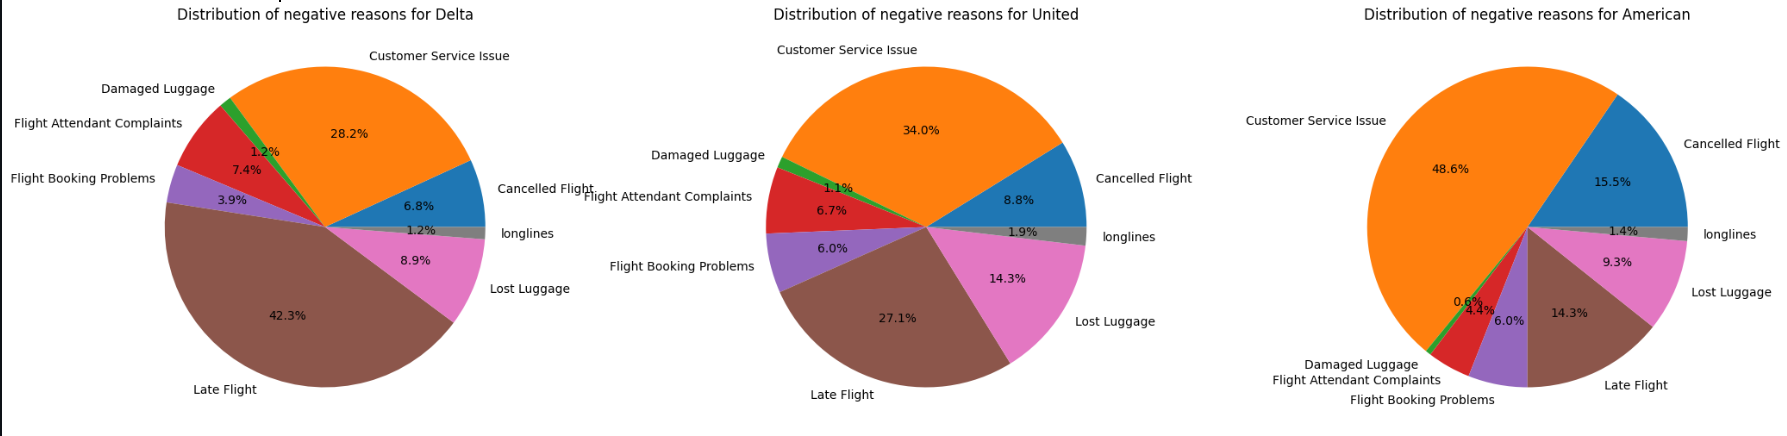 Distribution of negative reasons for Delta
Customer Service Issue
Damaged Luggage
Flight Attendant Complaints
Flight Booking Problems
Cancelled Flight
longlines
Lost Luggage
Late Flight
28.2%
1.2%
7.4%
3.9%
6.8%
1.2%
8.9%
42.3%
Distribution of negative reasons for United
Customer Service Issue
Damaged Luggage
Flight Attendant Complaints
Flight Booking Problems
Cancelled Flight
longlines
Lost Luggage
Late Flight
34.0%
1.1%
6.7%
6.0%
8.8%
1.9%
14.3%
27.1%
Distribution of negative reasons for American
Customer Service Issue
Cancelled Flight
longlines
Lost Luggage
Damaged Luggage
Flight Attendant Complaints
Flight Booking Problems
Late Flight
48.6%
15.5%
1.4%
9.3%
0.6%
4.4%
6.0%
14.3%